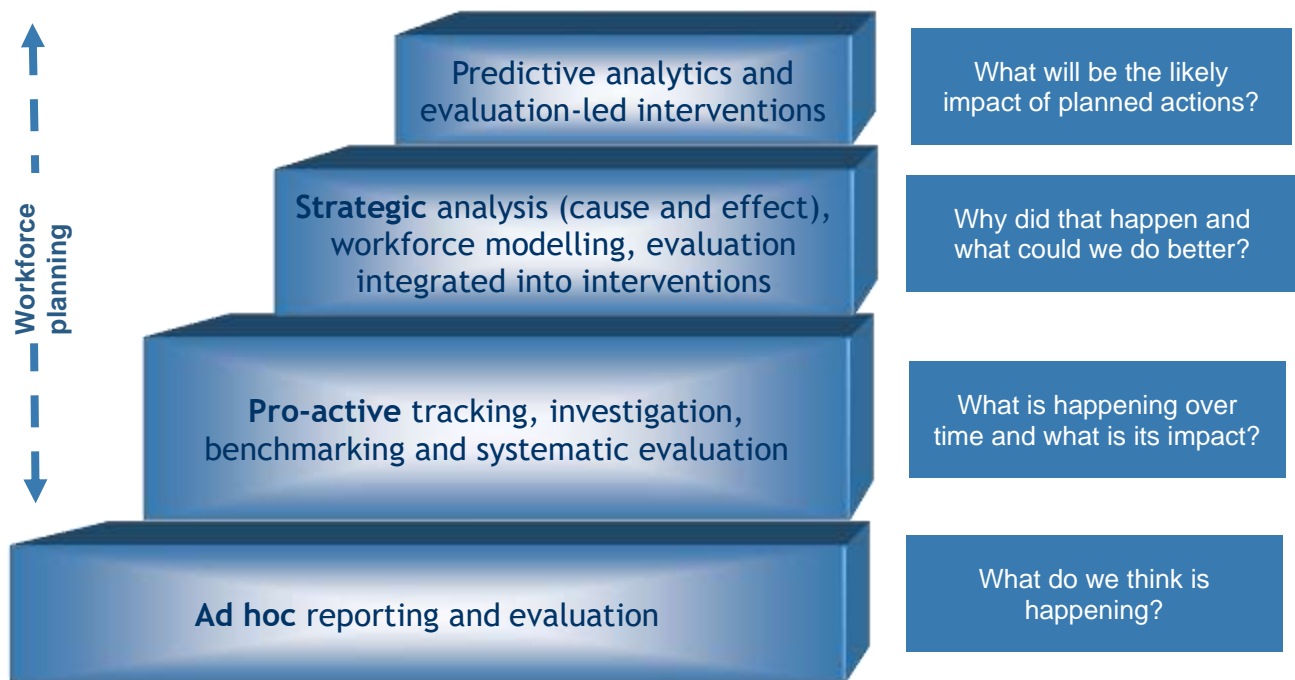 Predictive analytics and
evaluation-led interventions
What will be the likely
impact of planned actions?
Strategic analysis (cause and effect),
workforce modelling, evaluation
integrated into interventions
Why did that happen and
what could we do better?
Workforce
planning
Pro-active tracking, investigation,
benchmarking and systematic evaluation
What is happening over
time and what is its impact?
Ad hoc reporting and evaluation
What do we think is
happening?